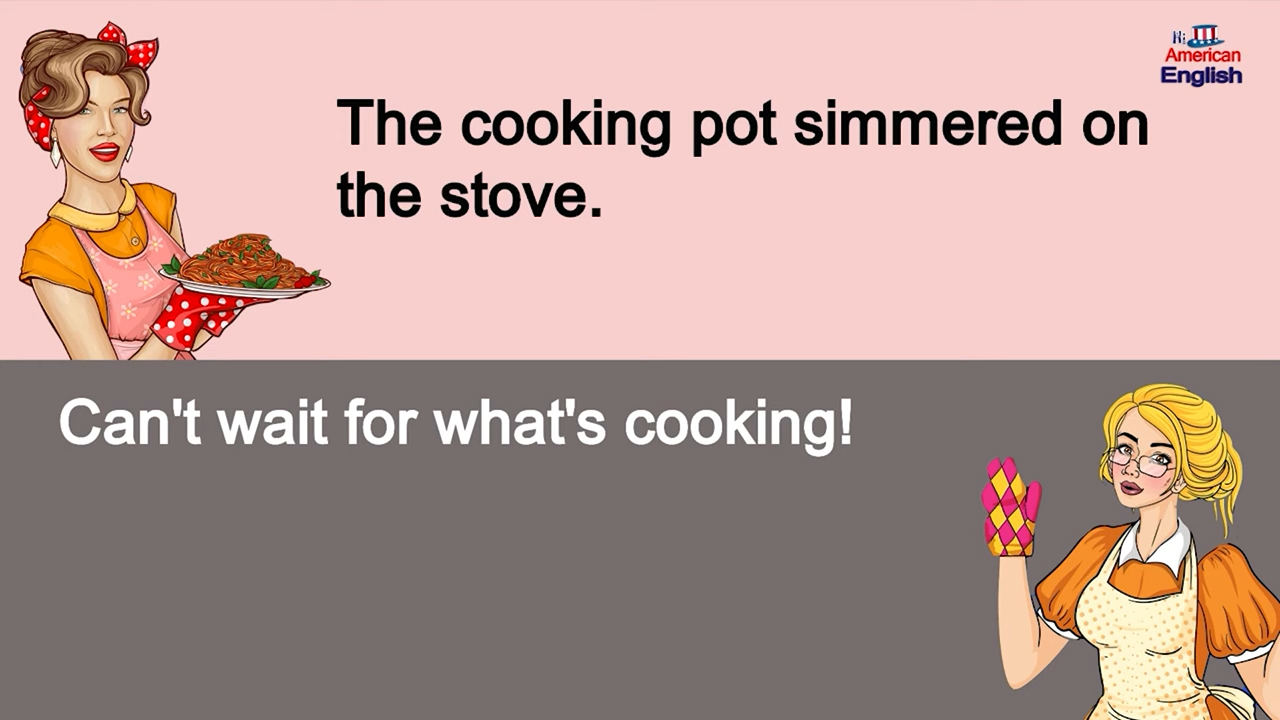 Hi
American
English
The cooking pot simmered on
the stove.
Can't wait for what's cooking!